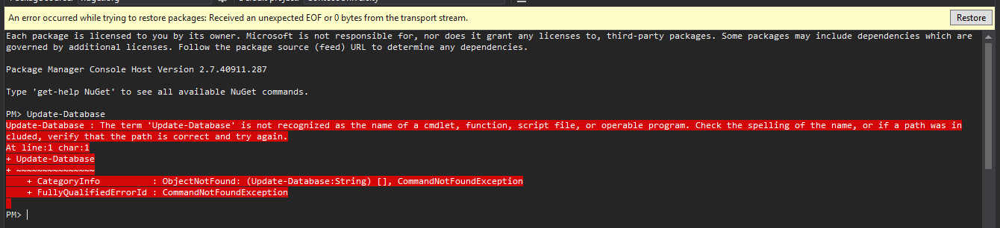 An error occurred while trying to restore packages: Received an unexpected EOF or 0 bytes from the transport stream.
Restore
Each package is licensed to you by its owner. Microsoft is not responsible for, nor does it grant any licenses to, third-party packages. Some packages may include dependencies which are
governed by additional licenses. Follow the package source (feed) URL to determine any dependencies.
Package Manager Console Host Version 2.7.40911.287
Type 'get-help NuGet' to see all available NuGet commands.
PM> Update-Database
Update-Database : The term 'Update-Database' is not recognized as the name of a cmdlet, function, script file, or operable program. Check the spelling of the name, or if a path was in
cluded, verify that the path is correct and try again.
At line:1 char:1
+ Update-Database
+ ~~~~~~~~~~~~~~~
    + CategoryInfo          : ObjectNotFound: (Update-Database:String) [], CommandNotFoundException
    + FullyQualifiedErrorId : CommandNotFoundException
PM>